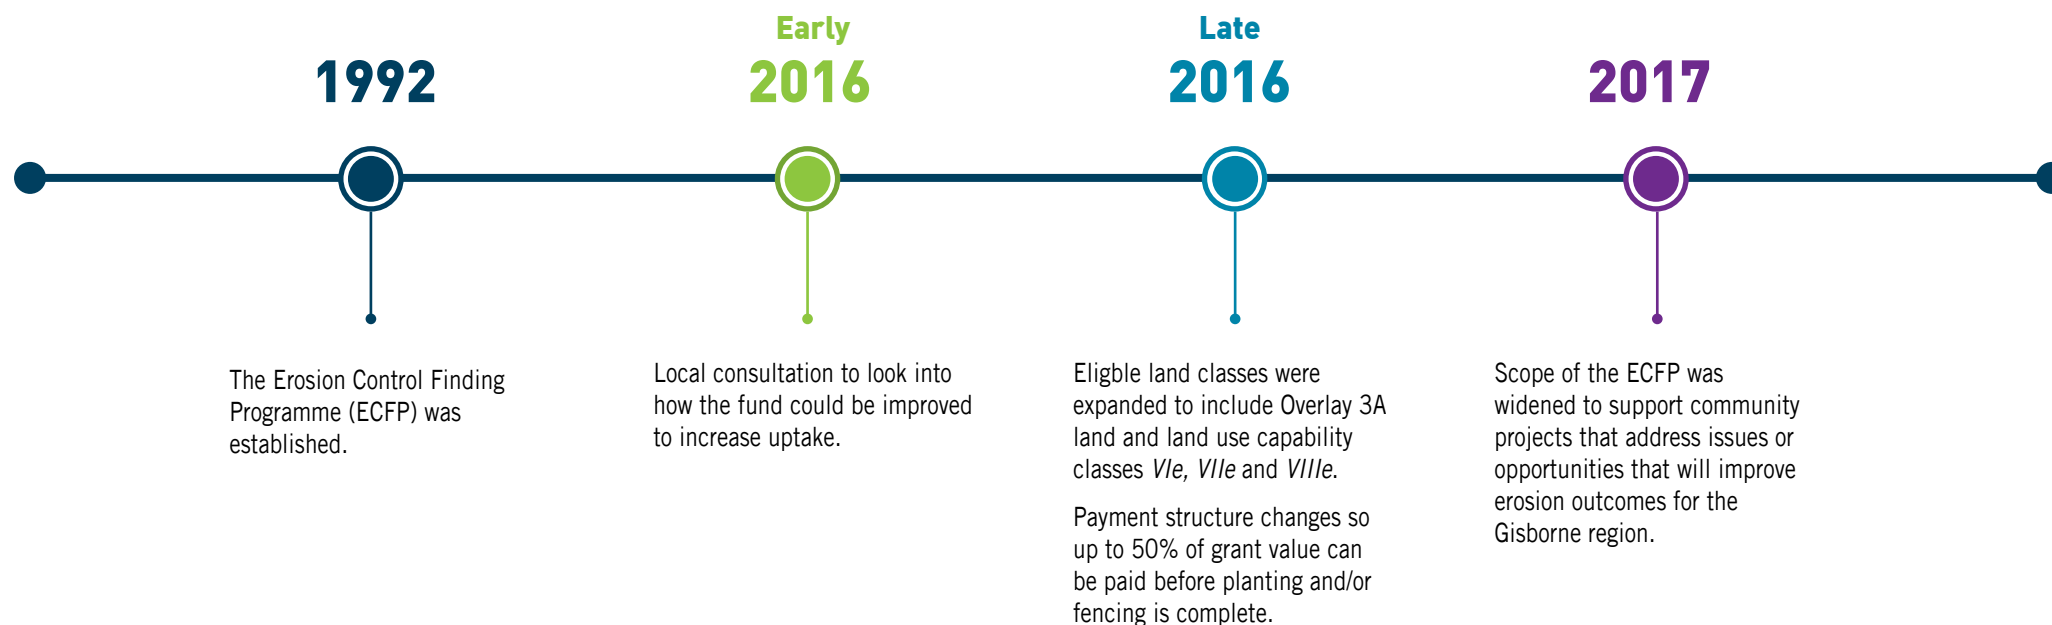 1992
The Erosion Control Finding
Programme (ECFP) was
established.
Early
2016
Local consultation to look into
how the fund could be improved
to increase uptake.
Late
2016
Eligble land classes were
expanded to include Overlay 3A
land and land use capability
classes VIe, VIIe and VIIIe.
Payment structure changes so
up to 50% of grant value can
be paid before planting and/or
fencing is complete.
2017
Scope of the ECFP was
widened to support community
projects that address issues or
opportunities that will improve
erosion outcomes for the
Gisborne region.